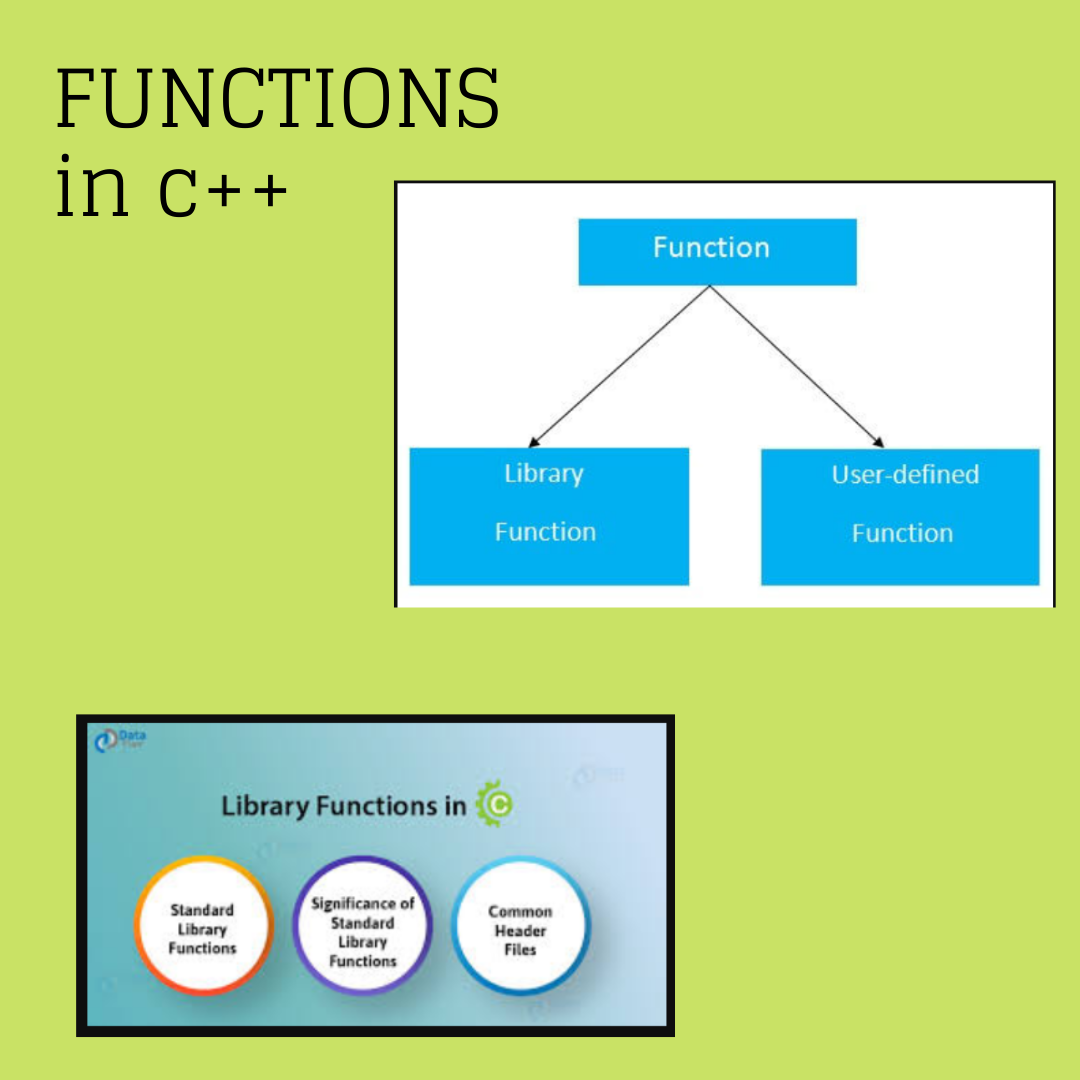 FUNCTIONS
in c++
Function
Library
Function
User-defined
Function
Data
Library Functions in C
Standard
Library
Functions
Significance of
Standard
Library
Functions
Common
Header
Files